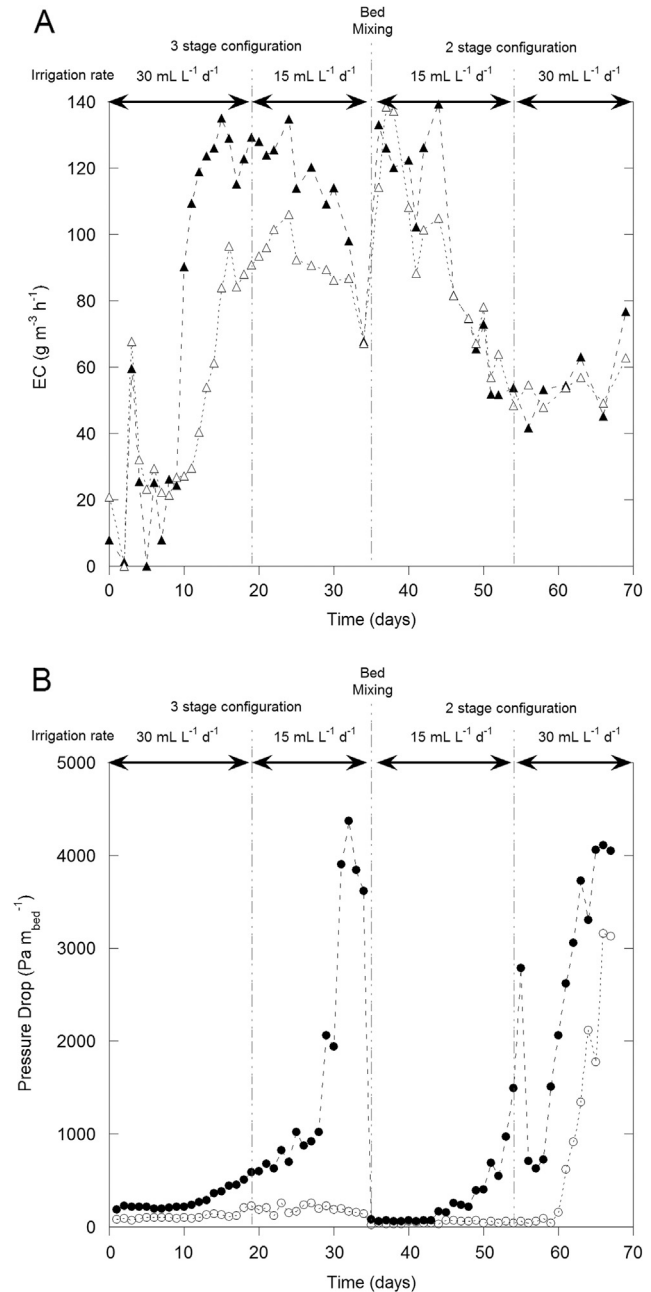 A
Bed
Mixing
3 stage configuration
2 stage configuration
Irrigation rate
30 mL L⁻¹ d⁻¹
15 mL L⁻¹ d⁻¹
15 mL L⁻¹ d⁻¹
30 mL L⁻¹ d⁻¹
140
120
100
80
60
40
20
0
EC (g m⁻³ h⁻¹)
0 10 20 30 40 50 60 70
Time (days)
B
Bed
Mixing
3 stage configuration
2 stage configuration
Irrigation rate
30 mL L⁻¹ d⁻¹
15 mL L⁻¹ d⁻¹
15 mL L⁻¹ d⁻¹
30 mL L⁻¹ d⁻¹
5000
4000
3000
2000
1000
0
Pressure Drop (Pa m_bed⁻¹)
0 10 20 30 40 50 60 70
Time (days)